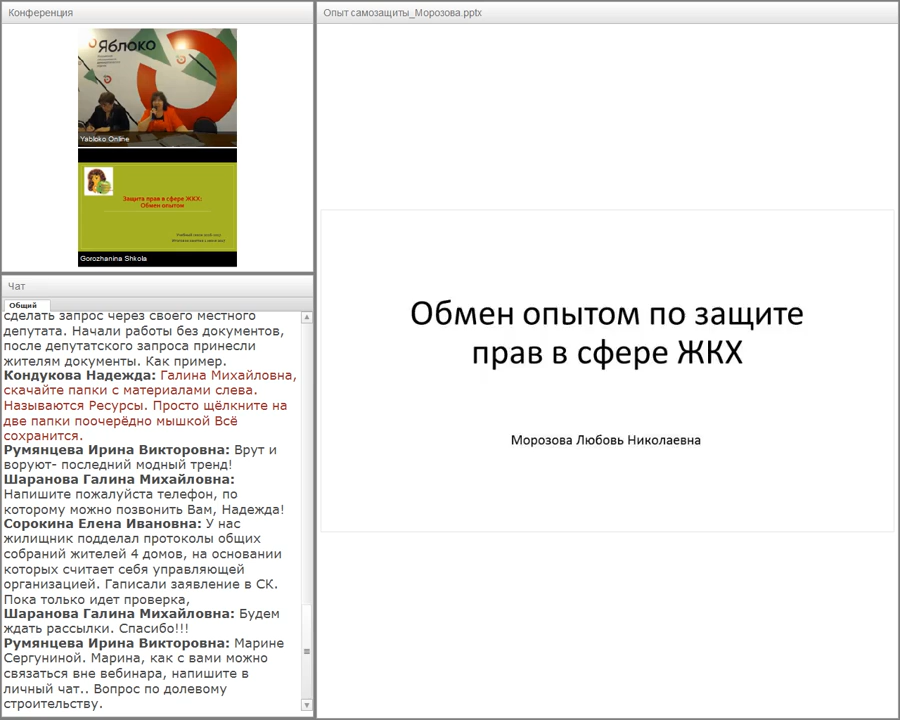 Конференция
Яблоко
Yabloko Online
Защита прав в сфере ЖКХ:
Обмен опытом
Gorozhanina Shkola
Чат
Общий
сделать запрос через своего местного
депутата. Начали работы без документов,
после депутатского запроса принесли
жителям документы. Как пример.
Кондукова Надежда: Галина Михайловна,
скачайте папки с материалами слева.
Называются Ресурсы. Просто щёлкните на
две папки поочерёдно мышкой Всё
сохранится.
Румянцева Ирина Викторовна: Врут и
воруют- последний модный тренд!
Шаранова Галина Михайловна:
Напишите пожалуйста телефон, по
которому можно позвонить Вам, Надежда!
Сорокина Елена Ивановна: У нас
жилищник подделал протоколы общих
собраний жителей 4 домов, на основании
которых считает себя управляющей
организацией. Гаписали заявление в СК.
Пока только идет проверка,
Шаранова Галина Михайловна: Будем
ждать рассылки. Спасибо!!!
Румянцева Ирина Викторовна: Марине
Сергуниной. Марина, как с вами можно
связаться вне вебинара, напишите в
личный чат.. Вопрос по долевому
строительству.
Опыт самозащиты_Морозова.pptx
Обмен опытом по защите
прав в сфере ЖКХ
Морозова Любовь Николаевна